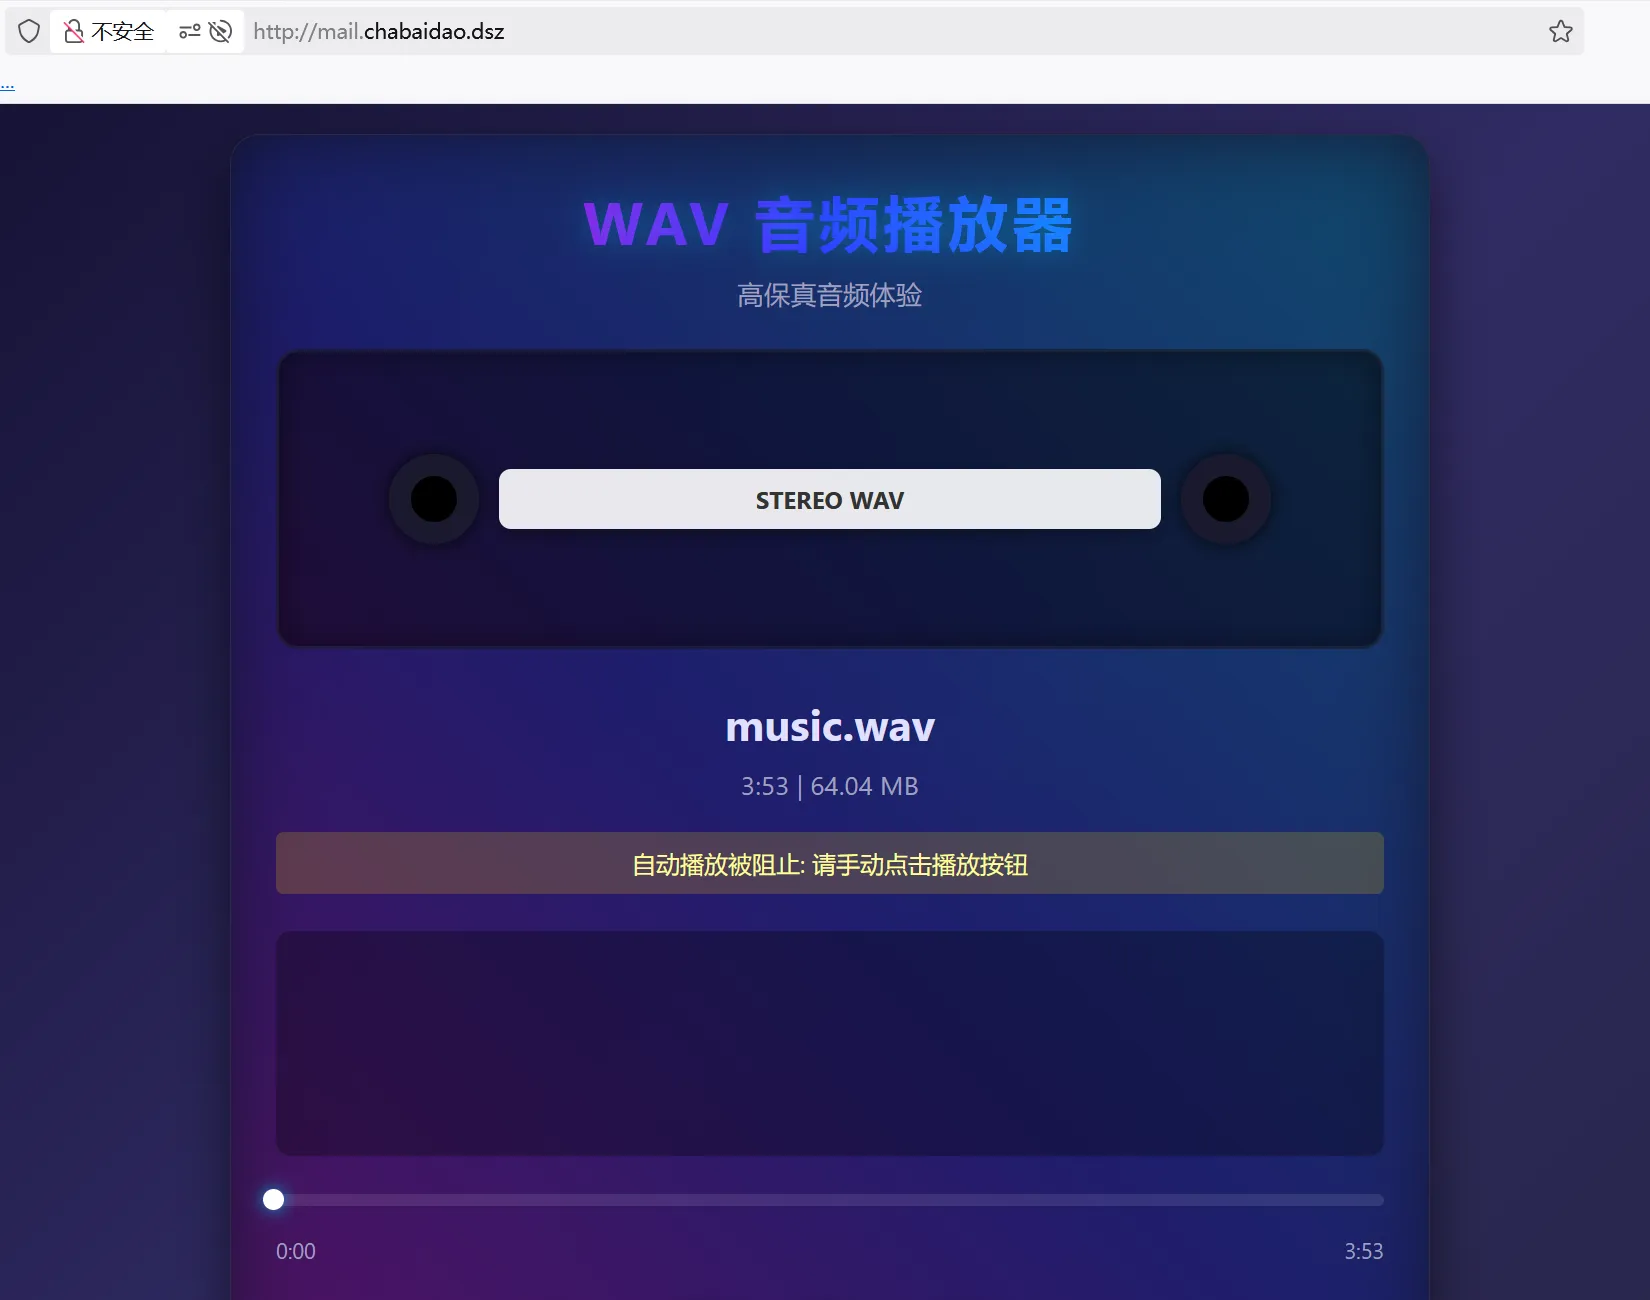 不安全 http://mail.chabaidao.dsz
...
WAV 音频播放器
高保真音频体验
STEREO WAV
music.wav
3:53 | 64.04 MB
自动播放被阻止: 请手动点击播放按钮
0:00 3:53